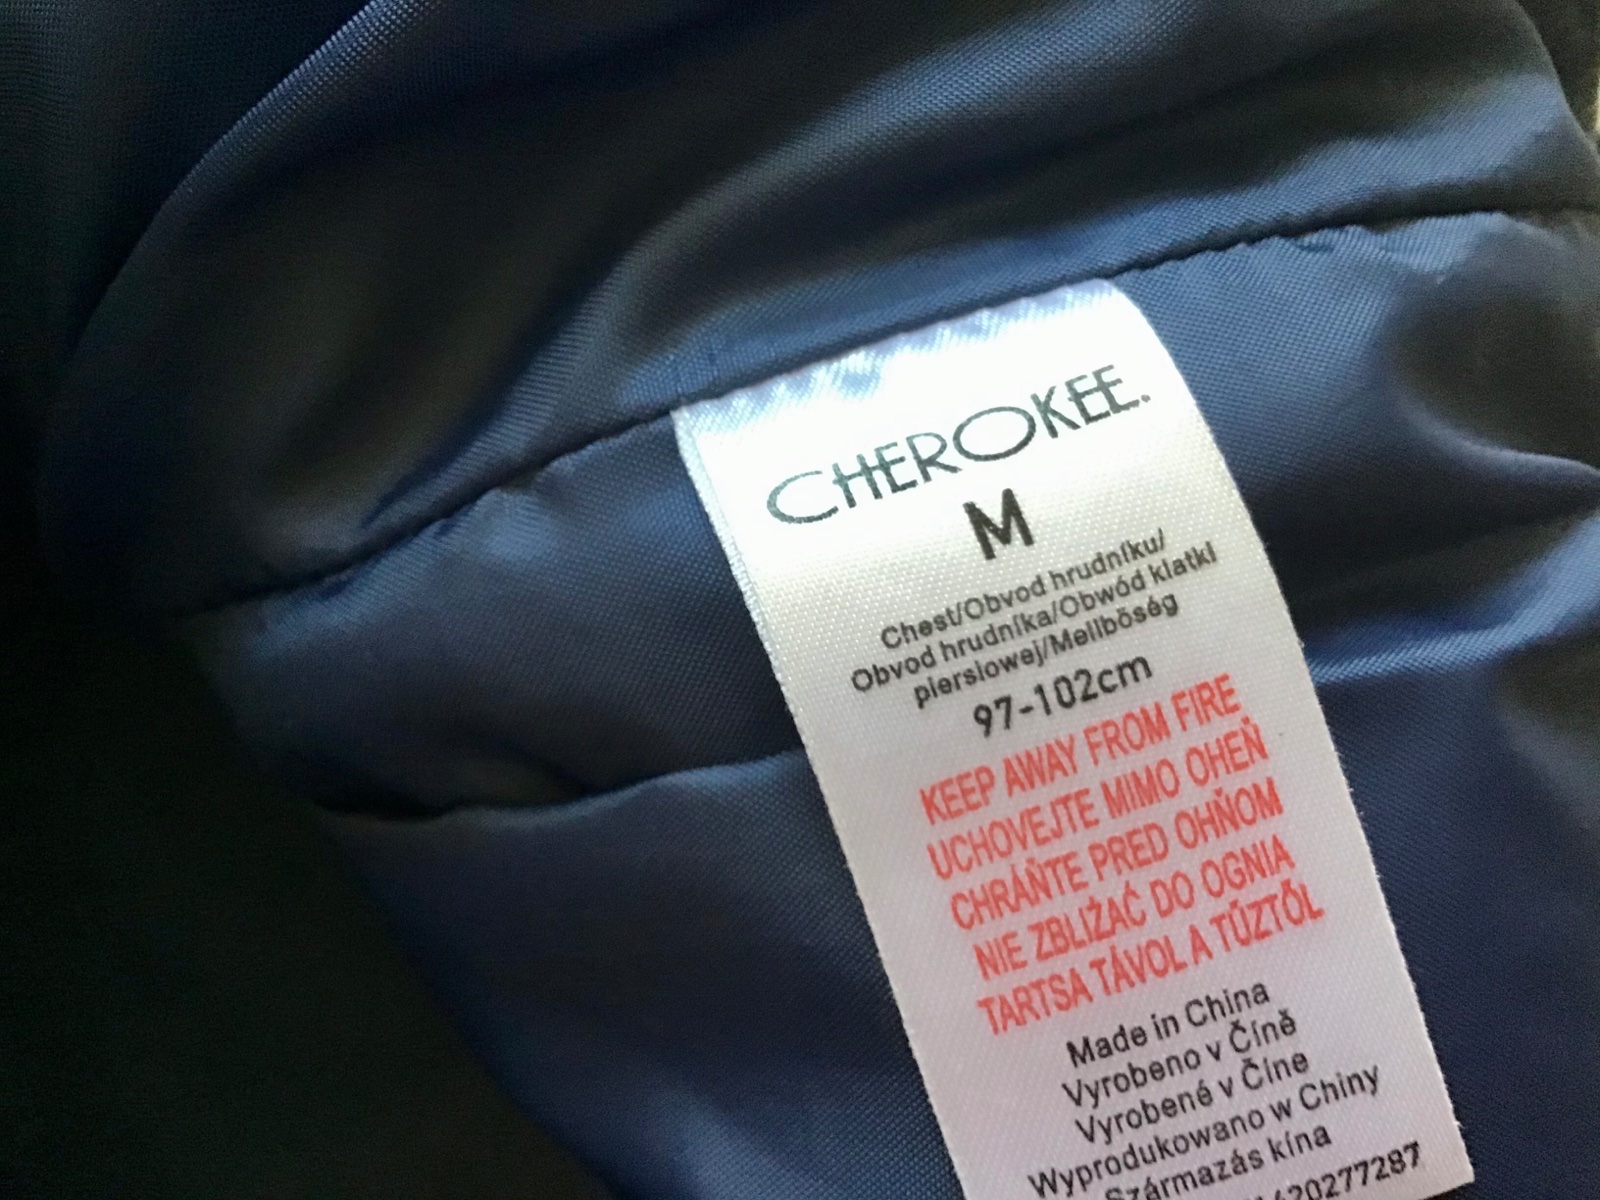 CHEROKEE.
M
Chest/Obvod hrudníku/
Obvod hrudníka/Obwód klatki
piersiowej/Mellbőség
97-102cm
KEEP AWAY FROM FIRE
UCHOVEJTE MIMO OHEŇ
CHRÁŇTE PRED OHŇOM
NIE ZBLIŻAĆ DO OGNIA
TARTSA TÁVOL A TŰZTŐL
Made in China
Vyrobeno v Číně
Vyrobené v Číne
Wyprodukowano w Chiny
Származás kína